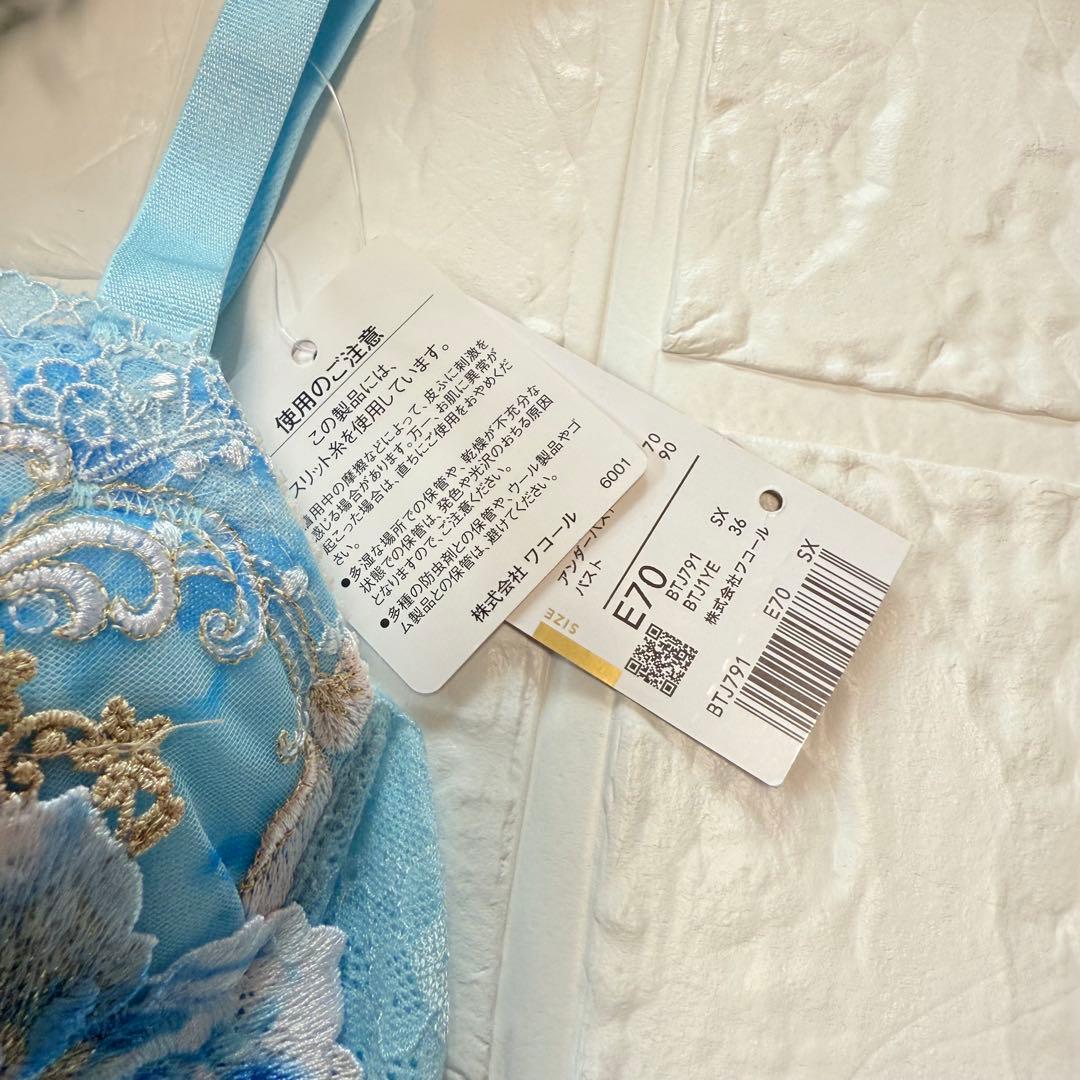 使用のご注意
この製品には、
スリット糸を使用しています。
着用中の摩擦などによって、皮ふに刺激を
感じる場合があります。万一、お肌に異常が
起こった場合は、直ちにご使用をおやめくだ
さい。
●多湿な場所での保管や、乾燥が不充分な
状態での保管は、発色や光沢のおちる原因
となりますので、ご注意ください。
●多種の防虫剤との保管や、ウール製品やゴ
ム製品との保管は、避けてください。
株式会社 ワコール
6001
アンダーバスト 70
バスト 90
SIZE
E70
BTJ791 SX
BTJ1YE 36
株式会社ワコール
BTJ791 E70 SX